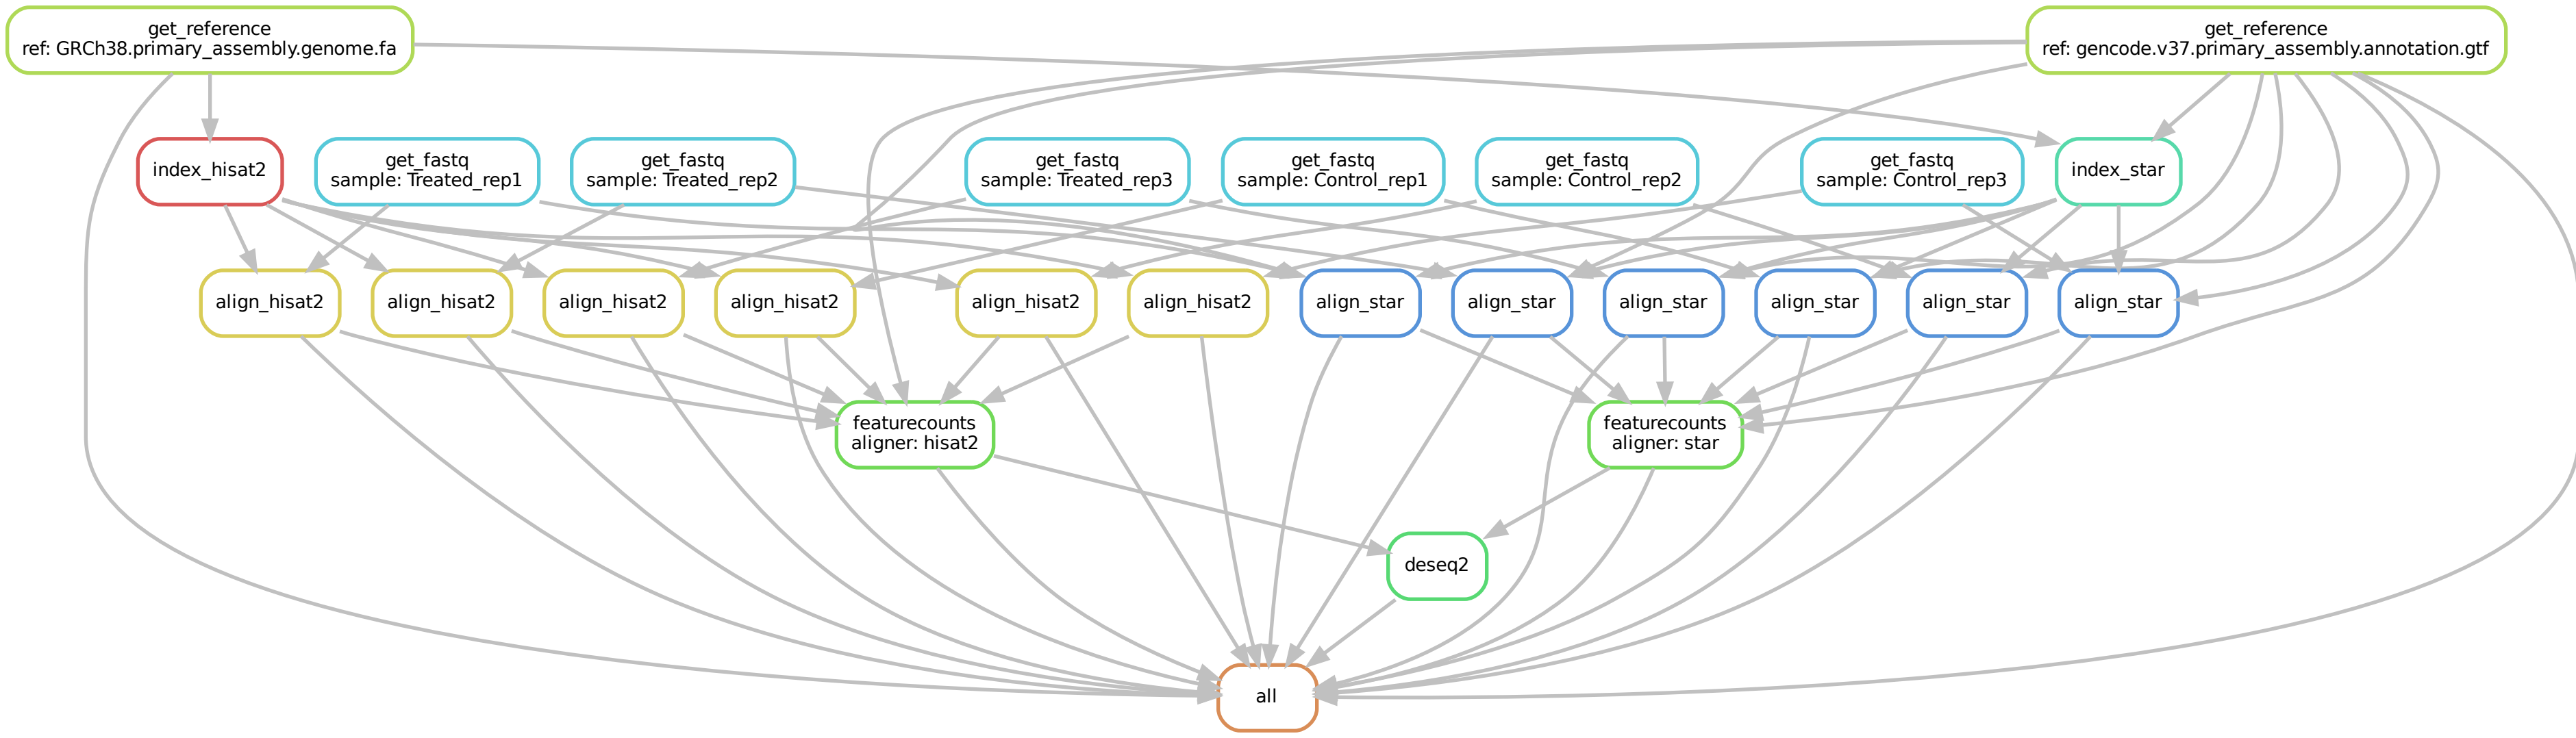 get_reference
ref: GRCh38.primary_assembly.genome.fa
get_reference
ref: gencode.v37.primary_assembly.annotation.gtf
index_hisat2
get_fastq
sample: Treated_rep1
get_fastq
sample: Treated_rep2
get_fastq
sample: Treated_rep3
get_fastq
sample: Control_rep1
get_fastq
sample: Control_rep2
get_fastq
sample: Control_rep3
index_star
align_hisat2
align_hisat2
align_hisat2
align_hisat2
align_hisat2
align_hisat2
align_star
align_star
align_star
align_star
align_star
align_star
featurecounts
aligner: hisat2
featurecounts
aligner: star
deseq2
all